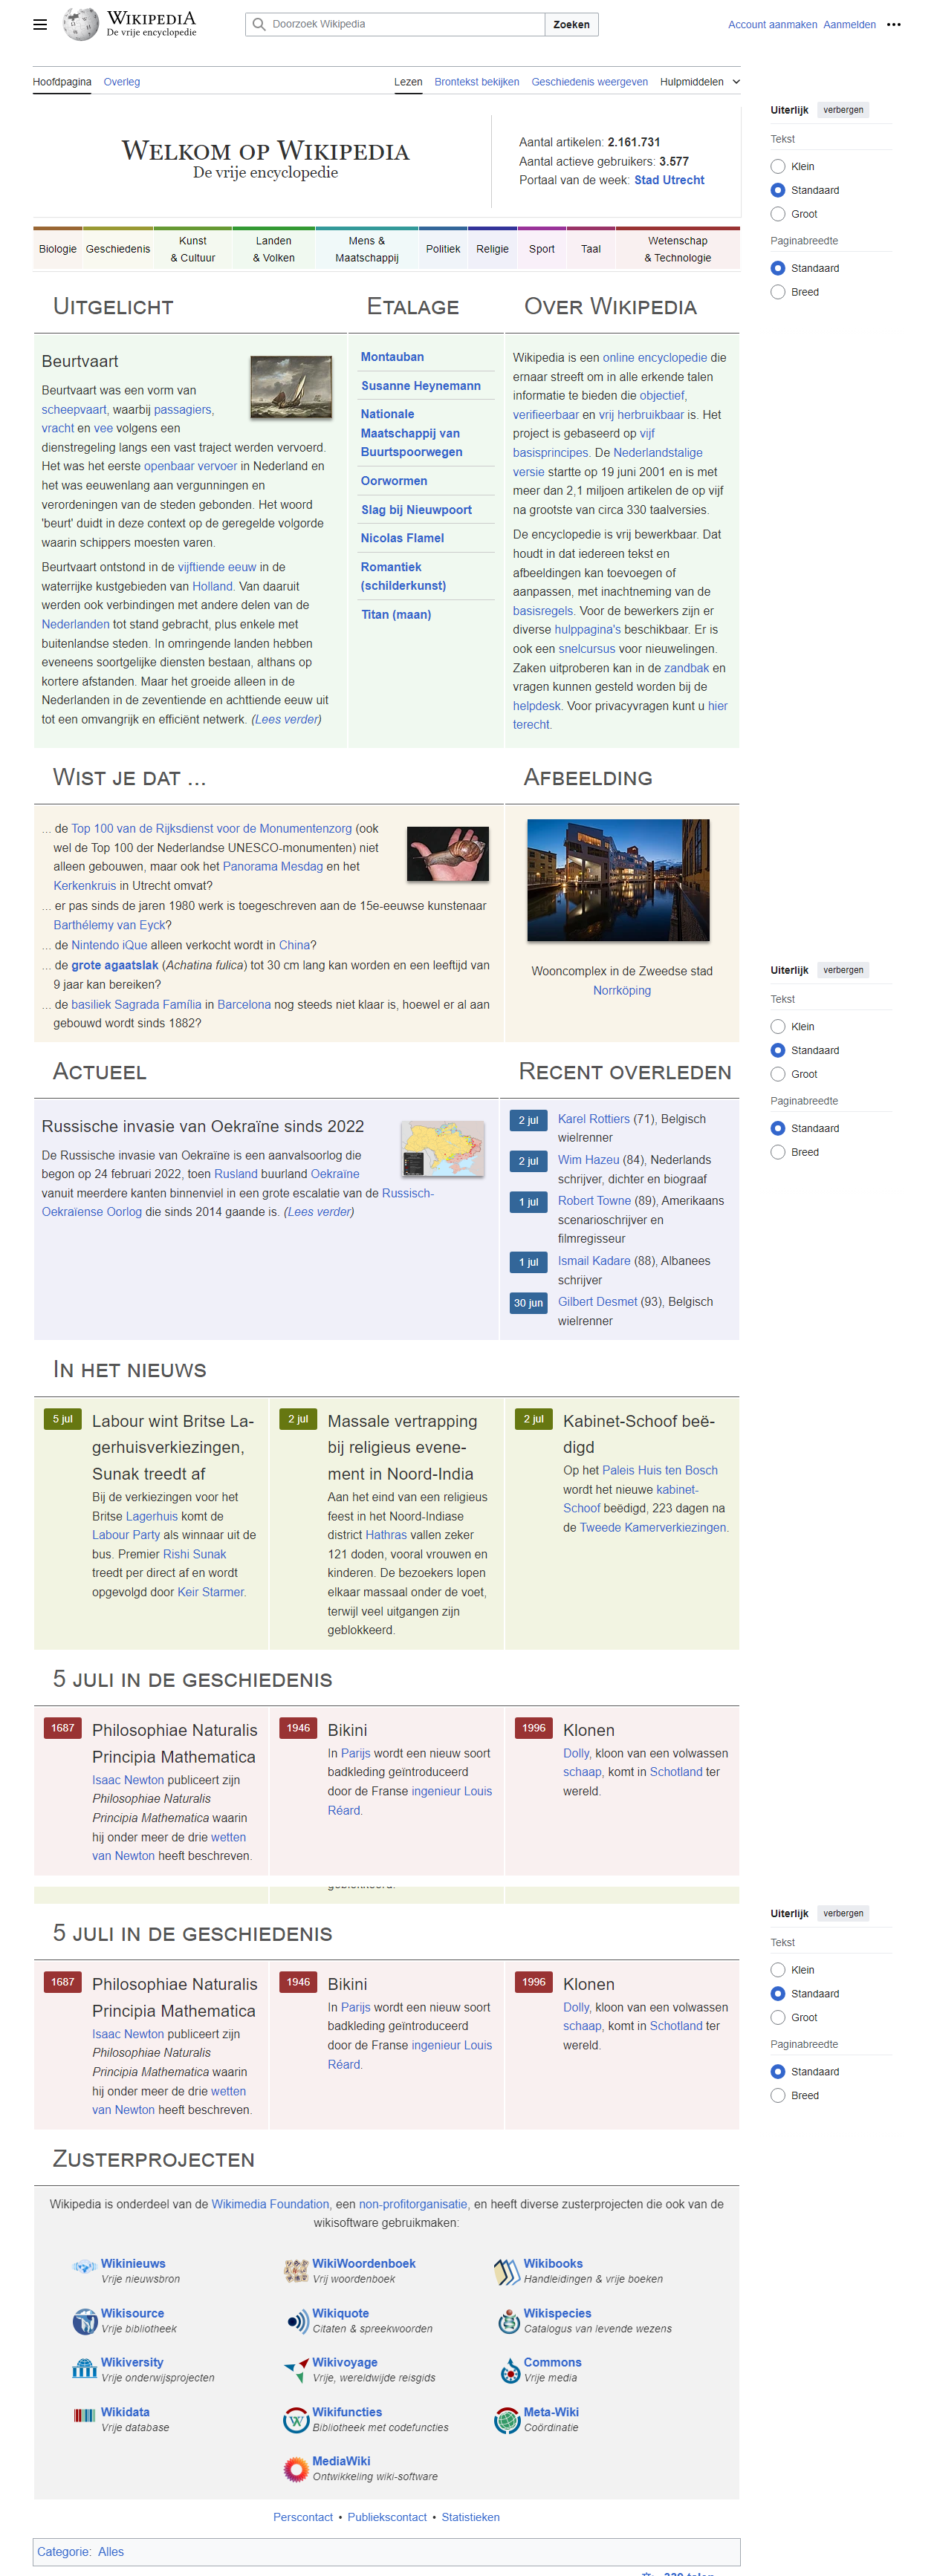 WIKIPEDIA
De vrije encyclopedie
Doorzoek Wikipedia
Zoeken
Account aanmaken Aanmelden
Hoofdpagina Overleg
Lezen Brontekst bekijken Geschiedenis weergeven Hulpmiddelen
Uiterlijk verbergen
Tekst
Klein
Standaard
Groot
Paginabreedte
Standaard
Breed
Welkom op Wikipedia
De vrije encyclopedie
Aantal artikelen: 2.161.731
Aantal actieve gebruikers: 3.577
Portaal van de week: Stad Utrecht
Biologie
Geschiedenis
Kunst
& Cultuur
Landen
& Volken
Mens &
Maatschappij
Politiek
Religie
Sport
Taal
Wetenschap
& Technologie
Uitgelicht
Beurtvaart
Beurtvaart was een vorm van
scheepvaart, waarbij passagiers,
vracht en vee volgens een
dienstregeling langs een vast traject werden vervoerd.
Het was het eerste openbaar vervoer in Nederland en
het was eeuwenlang aan vergunningen en
verordeningen van de steden gebonden. Het woord
'beurt' duidt in deze context op de geregelde volgorde
waarin schippers moesten varen.
Beurtvaart ontstond in de vijftiende eeuw in de
waterrijke kustgebieden van Holland. Van daaruit
werden ook verbindingen met andere delen van de
Nederlanden tot stand gebracht, plus enkele met
buitenlandse steden. In omringende landen hebben
eveneens soortgelijke diensten bestaan, althans op
kortere afstanden. Maar het groeide alleen in de
Nederlanden in de zeventiende en achttiende eeuw uit
tot een omvangrijk en efficiënt netwerk. (Lees verder)
Etalage
Montauban
Susanne Heynemann
Nationale
Maatschappij van
Buurtspoorwegen
Oorwormen
Slag bij Nieuwpoort
Nicolas Flamel
Romantiek
(schilderkunst)
Titan (maan)
Over Wikipedia
Wikipedia is een online encyclopedie die
ernaar streeft om in alle erkende talen
informatie te bieden die objectief,
verifieerbaar en vrij herbruikbaar is. Het
project is gebaseerd op vijf
basisprincipes. De Nederlandstalige
versie startte op 19 juni 2001 en is met
meer dan 2,1 miljoen artikelen de op vijf
na grootste van circa 330 taalversies.
De encyclopedie is vrij bewerkbaar. Dat
houdt in dat iedereen tekst en
afbeeldingen kan toevoegen of
aanpassen, met inachtneming van de
basisregels. Voor de bewerkers zijn er
diverse hulppagina's beschikbaar. Er is
ook een snelcursus voor nieuwelingen.
Zaken uitproberen kan in de zandbak en
vragen kunnen gesteld worden bij de
helpdesk. Voor privacyvragen kunt u hier
terecht.
Wist je dat ...
... de Top 100 van de Rijksdienst voor de Monumentenzorg (ook
wel de Top 100 der Nederlandse UNESCO-monumenten) niet
alleen gebouwen, maar ook het Panorama Mesdag en het
Kerkenkruis in Utrecht omvat?
... er pas sinds de jaren 1980 werk is toegeschreven aan de 15e-eeuwse kunstenaar
Barthélemy van Eyck?
... de Nintendo iQue alleen verkocht wordt in China?
... de grote agaatslak (Achatina fulica) tot 30 cm lang kan worden en een leeftijd van
9 jaar kan bereiken?
... de basiliek Sagrada Família in Barcelona nog steeds niet klaar is, hoewel er al aan
gebouwd wordt sinds 1882?
Afbeelding
Wooncomplex in de Zweedse stad
Norrköping
Uiterlijk verbergen
Tekst
Klein
Standaard
Groot
Paginabreedte
Standaard
Breed
Actueel
Russische invasie van Oekraïne sinds 2022
De Russische invasie van Oekraïne is een aanvalsoorlog die
begon op 24 februari 2022, toen Rusland buurland Oekraïne
vanuit meerdere kanten binnenviel in een grote escalatie van de Russisch-
Oekraïense Oorlog die sinds 2014 gaande is. (Lees verder)
Recent overleden
2 jul Karel Rottiers (71), Belgisch
wielrenner
2 jul Wim Hazeu (84), Nederlands
schrijver, dichter en biograaf
1 jul Robert Towne (89), Amerikaans
scenarioschrijver en
filmregisseur
1 jul Ismail Kadare (88), Albanees
schrijver
30 jun Gilbert Desmet (93), Belgisch
wielrenner
In het nieuws
5 jul Labour wint Britse La-
gerhuisverkiezingen,
Sunak treedt af
Bij de verkiezingen voor het
Britse Lagerhuis komt de
Labour Party als winnaar uit de
bus. Premier Rishi Sunak
treedt per direct af en wordt
opgevolgd door Keir Starmer.
2 jul Massale vertrapping
bij religieus evene-
ment in Noord-India
Aan het eind van een religieus
feest in het Noord-Indiase
district Hathras vallen zeker
121 doden, vooral vrouwen en
kinderen. De bezoekers lopen
elkaar massaal onder de voet,
terwijl veel uitgangen zijn
geblokkeerd.
2 jul Kabinet-Schoof beë-
digd
Op het Paleis Huis ten Bosch
wordt het nieuwe kabinet-
Schoof beëdigd, 223 dagen na
de Tweede Kamerverkiezingen.
5 juli in de geschiedenis
1687 Philosophiae Naturalis
Principia Mathematica
Isaac Newton publiceert zijn
Philosophiae Naturalis
Principia Mathematica waarin
hij onder meer de drie wetten
van Newton heeft beschreven.
1946 Bikini
In Parijs wordt een nieuw soort
badkleding geïntroduceerd
door de Franse ingenieur Louis
Réard.
1996 Klonen
Dolly, kloon van een volwassen
schaap, komt in Schotland ter
wereld.
geblokkeerd.
5 juli in de geschiedenis
1687 Philosophiae Naturalis
Principia Mathematica
Isaac Newton publiceert zijn
Philosophiae Naturalis
Principia Mathematica waarin
hij onder meer de drie wetten
van Newton heeft beschreven.
1946 Bikini
In Parijs wordt een nieuw soort
badkleding geïntroduceerd
door de Franse ingenieur Louis
Réard.
1996 Klonen
Dolly, kloon van een volwassen
schaap, komt in Schotland ter
wereld.
Uiterlijk verbergen
Tekst
Klein
Standaard
Groot
Paginabreedte
Standaard
Breed
Zusterprojecten
Wikipedia is onderdeel van de Wikimedia Foundation, een non-profitorganisatie, en heeft diverse zusterprojecten die ook van de
wikisoftware gebruikmaken:
Wikinieuws
Vrije nieuwsbron
WikiWoordenboek
Vrij woordenboek
Wikibooks
Handleidingen & vrije boeken
Wikisource
Vrije bibliotheek
Wikiquote
Citaten & spreekwoorden
Wikispecies
Catalogus van levende wezens
Wikiversity
Vrije onderwijsprojecten
Wikivoyage
Vrije, wereldwijde reisgids
Commons
Vrije media
Wikidata
Vrije database
Wikifuncties
Bibliotheek met codefuncties
Meta-Wiki
Coördinatie
MediaWiki
Ontwikkeling wiki-software
Perscontact • Publiekscontact • Statistieken
Categorie: Alles